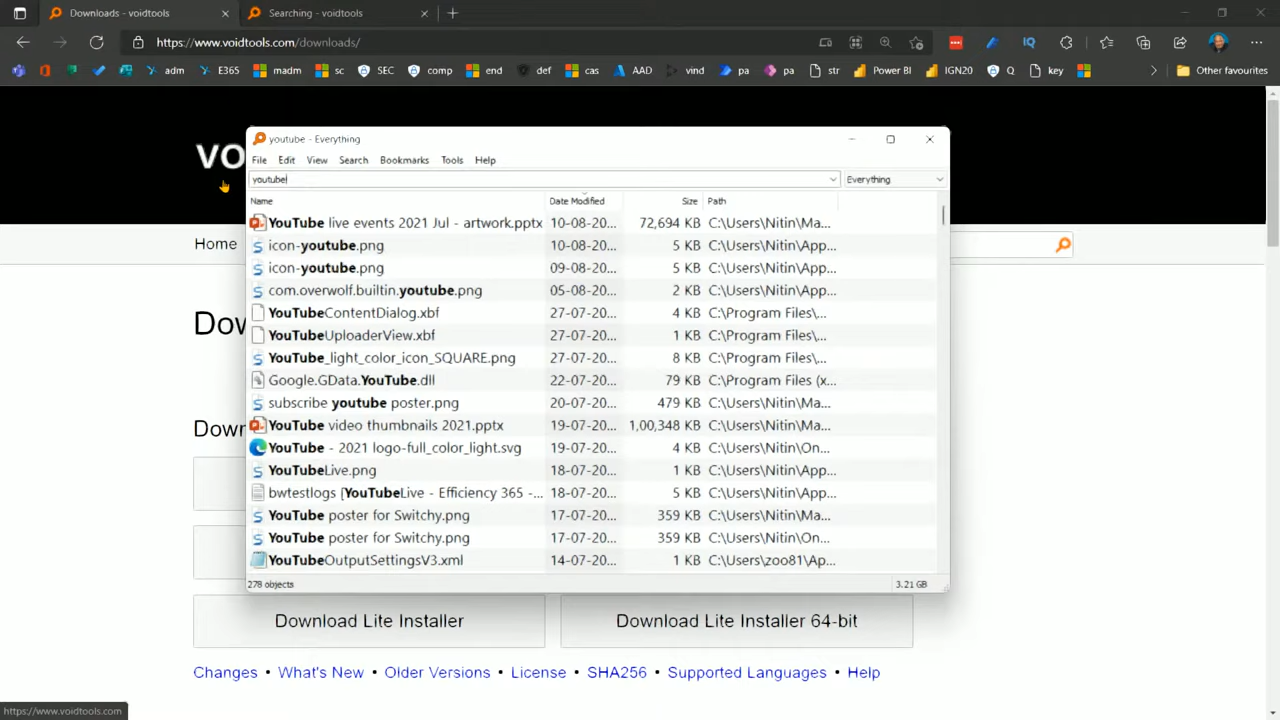 Downloads - voidtools
Searching - voidtools
https://www.voidtools.com/downloads/
adm
E365
madm
sc
SEC
comp
end
def
cas
AAD
vind
pa
pa
str
Power BI
IGN20
Q
key
Other favourites
vo
youtube - Everything
File Edit View Search Bookmarks Tools Help
youtube
Everything
Name Date Modified Size Path
YouTube live events 2021 Jul - artwork.pptx 10-08-20... 72,694 KB C:\Users\Nitin\Ma...
icon-youtube.png 10-08-20... 5 KB C:\Users\Nitin\App...
icon-youtube.png 09-08-20... 5 KB C:\Users\Nitin\App...
com.overwolf.builtin.youtube.png 05-08-20... 2 KB C:\Users\Nitin\App...
YouTubeContentDialog.xbf 27-07-20... 4 KB C:\Program Files\...
YouTubeUploaderView.xbf 27-07-20... 1 KB C:\Program Files\...
YouTube_light_color_icon_SQUARE.png 27-07-20... 8 KB C:\Program Files\...
Google.GData.YouTube.dll 22-07-20... 79 KB C:\Program Files (x...
subscribe youtube poster.png 20-07-20... 479 KB C:\Users\Nitin\Ma...
YouTube video thumbnails 2021.pptx 19-07-20... 1,00,348 KB C:\Users\Nitin\Ma...
YouTube - 2021 logo-full_color_light.svg 19-07-20... 4 KB C:\Users\Nitin\On...
YouTubeLive.png 18-07-20... 1 KB C:\Users\Nitin\App...
bwtestlogs [YouTubeLive - Efficiency 365 -... 18-07-20... 5 KB C:\Users\Nitin\App...
YouTube poster for Switchy.png 17-07-20... 359 KB C:\Users\Nitin\Ma...
YouTube poster for Switchy.png 17-07-20... 359 KB C:\Users\Nitin\On...
YouTubeOutputSettingsV3.xml 14-07-20... 1 KB C:\Users\zoo81\Ap...
278 objects
3.21 GB
Home
Dow
Down
Download Lite Installer
Download Lite Installer 64-bit
Changes • What's New • Older Versions • License • SHA256 • Supported Languages • Help
https://www.voidtools.com